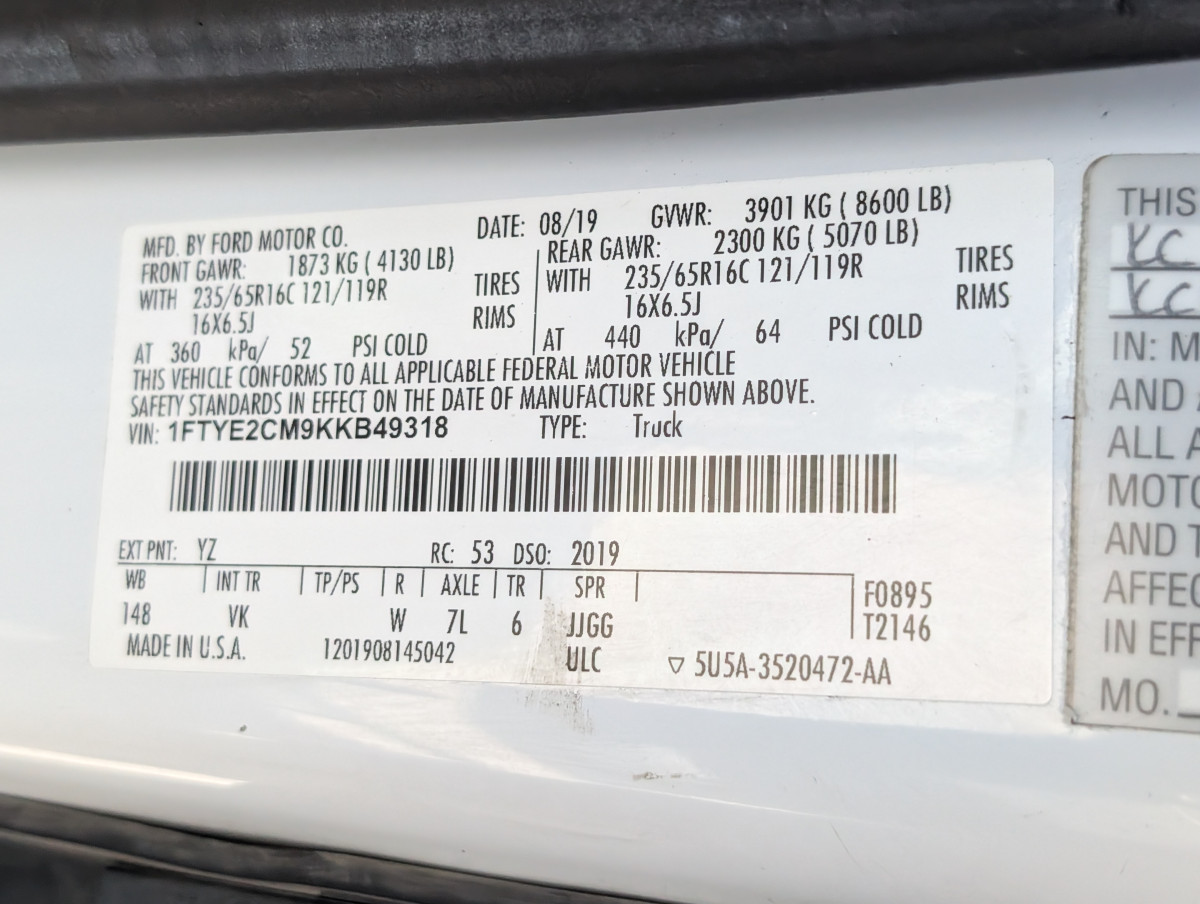 MFD. BY FORD MOTOR CO. DATE: 08/19 GVWR: 3901 KG ( 8600 LB)
FRONT GAWR: 1873 KG ( 4130 LB) REAR GAWR: 2300 KG ( 5070 LB)
WITH 235/65R16C 121/119R TIRES WITH 235/65R16C 121/119R TIRES
16X6.5J RIMS 16X6.5J RIMS
AT 360 kPa/ 52 PSI COLD AT 440 kPa/ 64 PSI COLD
THIS VEHICLE CONFORMS TO ALL APPLICABLE FEDERAL MOTOR VEHICLE
SAFETY STANDARDS IN EFFECT ON THE DATE OF MANUFACTURE SHOWN ABOVE.
VIN: 1FTYE2CM9KKB49318 TYPE: Truck
EXT PNT: YZ RC: 53 DSO: 2019
WB INT TR TP/PS R AXLE TR SPR
148 VK W 7L 6 JJGG
F0895
T2146
MADE IN U.S.A. 1201908145042 ULC ▽ 5U5A-3520472-AA
THIS
KC
KC
IN: M
AND
ALL A
MOTO
AND T
AFFEC
IN EFF
MO.